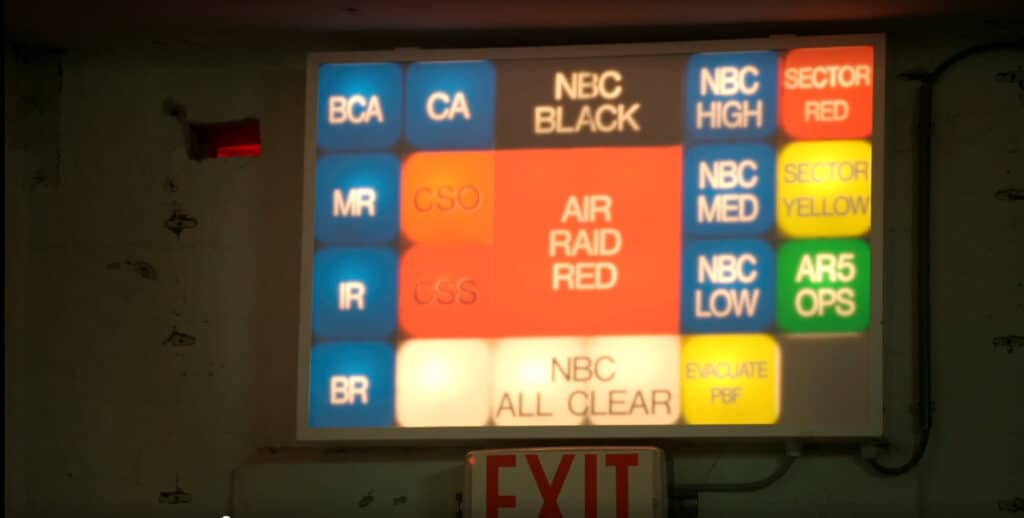 BCA
CA
NBC
BLACK
NBC
HIGH
SECTOR
RED
MR
CSO
AIR
RAID
RED
NBC
MED
SECTOR
YELLOW
IR
CSS
NBC
LOW
AR5
OPS
BR
NBC
ALL CLEAR
EVACUATE
PBF
EXIT